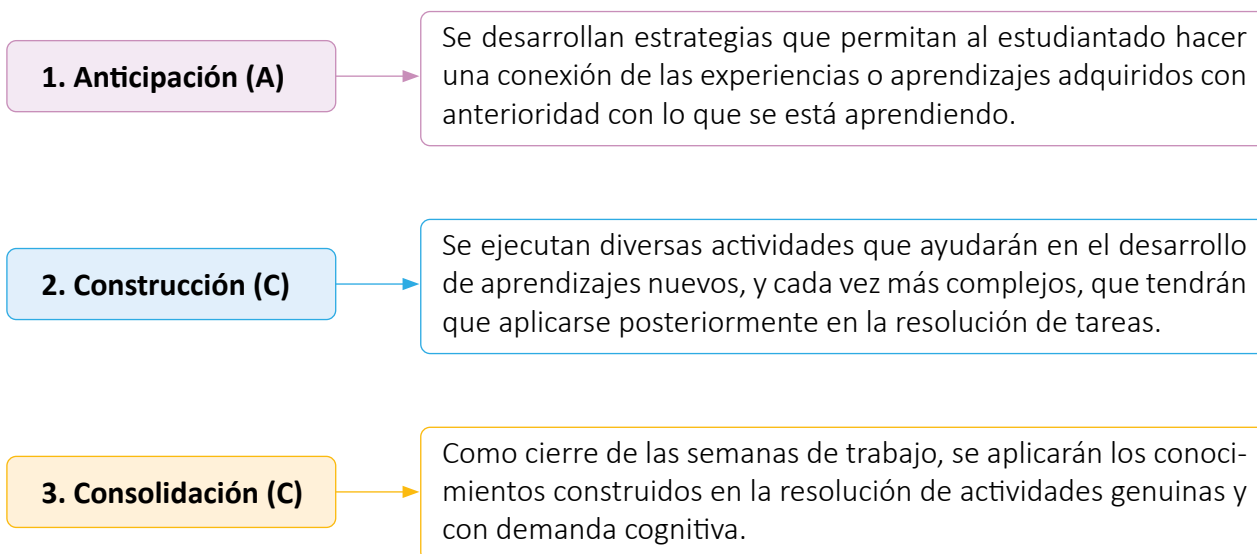 1. Anticipación (A)
Se desarrollan estrategias que permitan al estudiantado hacer
una conexión de las experiencias o aprendizajes adquiridos con
anterioridad con lo que se está aprendiendo.
2. Construcción (C)
Se ejecutan diversas actividades que ayudarán en el desarrollo
de aprendizajes nuevos, y cada vez más complejos, que tendrán
que aplicarse posteriormente en la resolución de tareas.
3. Consolidación (C)
Como cierre de las semanas de trabajo, se aplicarán los conoci-
mientos construidos en la resolución de actividades genuinas y
con demanda cognitiva.